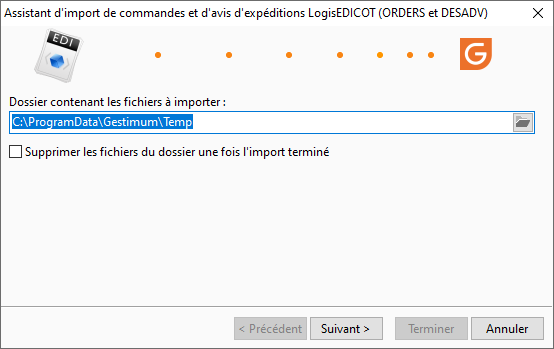 Assistant d'import de commandes et d'avis d'expéditions LogisEDICOT (ORDERS et DESADV)
EDI
Dossier contenant les fichiers à importer :
C:\ProgramData\Gestimum\Temp
Supprimer les fichiers du dossier une fois l'import terminé
< Précédent Suivant > Terminer Annuler